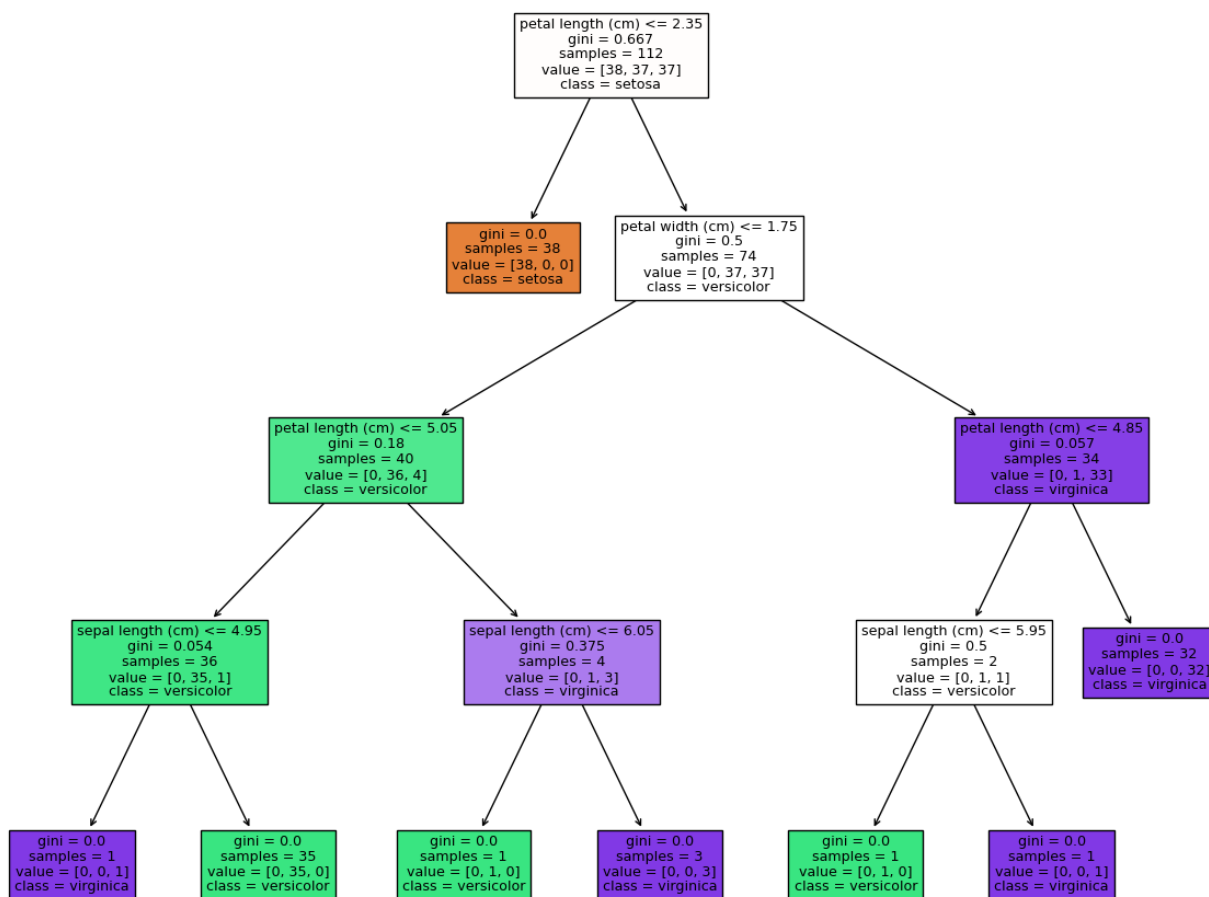 petal length (cm) <= 2.35
gini = 0.667
samples = 112
value = [38, 37, 37]
class = setosa
gini = 0.0
samples = 38
value = [38, 0, 0]
class = setosa
petal width (cm) <= 1.75
gini = 0.5
samples = 74
value = [0, 37, 37]
class = versicolor
petal length (cm) <= 5.05
gini = 0.18
samples = 40
value = [0, 36, 4]
class = versicolor
petal length (cm) <= 4.85
gini = 0.057
samples = 34
value = [0, 1, 33]
class = virginica
sepal length (cm) <= 4.95
gini = 0.054
samples = 36
value = [0, 35, 1]
class = versicolor
sepal length (cm) <= 6.05
gini = 0.375
samples = 4
value = [0, 1, 3]
class = virginica
sepal length (cm) <= 5.95
gini = 0.5
samples = 2
value = [0, 1, 1]
class = versicolor
gini = 0.0
samples = 32
value = [0, 0, 32]
class = virginica
gini = 0.0
samples = 1
value = [0, 0, 1]
class = virginica
gini = 0.0
samples = 35
value = [0, 35, 0]
class = versicolor
gini = 0.0
samples = 1
value = [0, 1, 0]
class = versicolor
gini = 0.0
samples = 3
value = [0, 0, 3]
class = virginica
gini = 0.0
samples = 1
value = [0, 1, 0]
class = versicolor
gini = 0.0
samples = 1
value = [0, 0, 1]
class = virginica